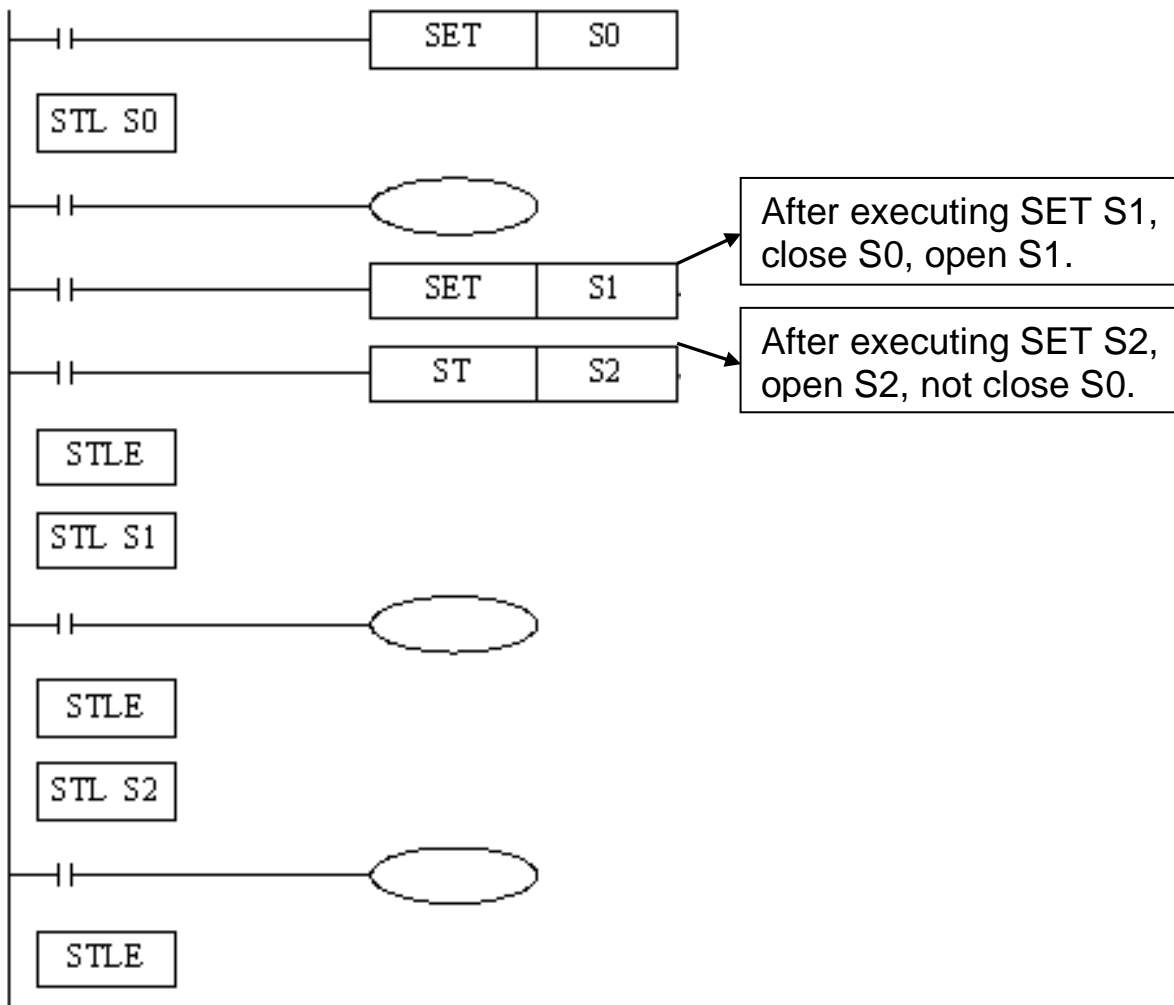 SET S0
STL S0
After executing SET S1,
close S0, open S1.
SET S1
After executing SET S2,
open S2, not close S0.
ST S2
STLE
STL S1
STLE
STL S2
STLE